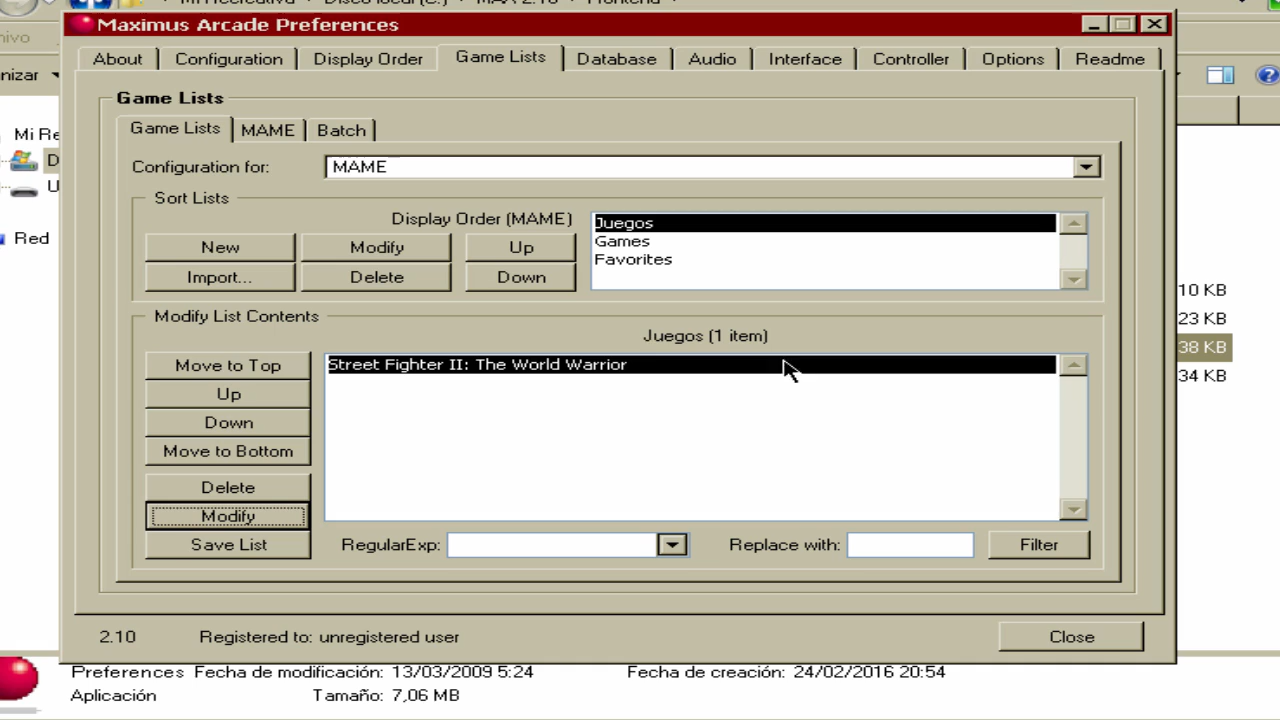 Maximus Arcade Preferences
About Configuration Display Order Game Lists Database Audio Interface Controller Options Readme
Game Lists
Game Lists MAME Batch
Configuration for: MAME
Sort Lists
Display Order (MAME)
New Modify Up
Import... Delete Down
Juegos
Games
Favorites
Modify List Contents
Juegos (1 item)
Move to Top
Up
Down
Move to Bottom
Delete
Modify
Save List
Street Fighter II: The World Warrior
RegularExp: Replace with: Filter
2.10 Registered to: unregistered user Close
Mi Re
D
U
Red
10 KB
23 KB
38 KB
34 KB
Preferences Fecha de modificación: 13/03/2009 5:24 Fecha de creación: 24/02/2016 20:54
Aplicación Tamaño: 7,06 MB